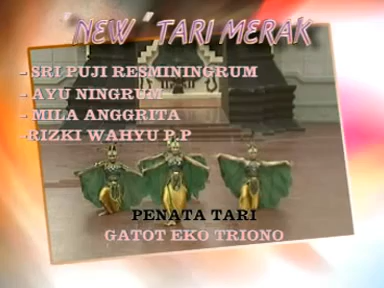 'NEW' TARI MERAK
- SRI PUJI RESMININGRUM
- AYU NINGRUM
- MILA ANGGRITA
-RIZKI WAHYU P.P
PENATA TARI
GATOT EKO TRIONO